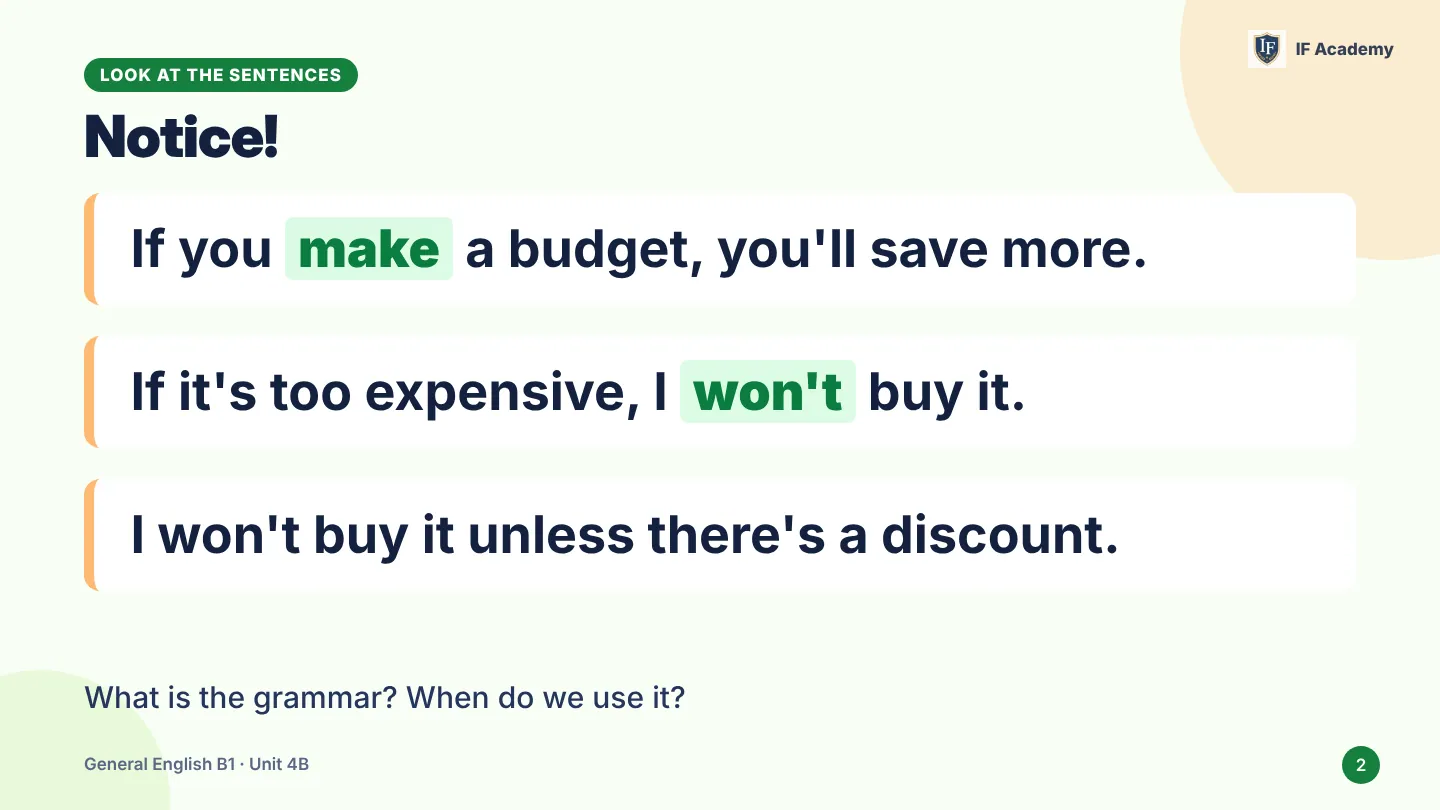 IF Academy
LOOK AT THE SENTENCES
Notice!
If you make a budget, you'll save more.
If it's too expensive, I won't buy it.
I won't buy it unless there's a discount.
What is the grammar? When do we use it?
General English B1 · Unit 4B
2